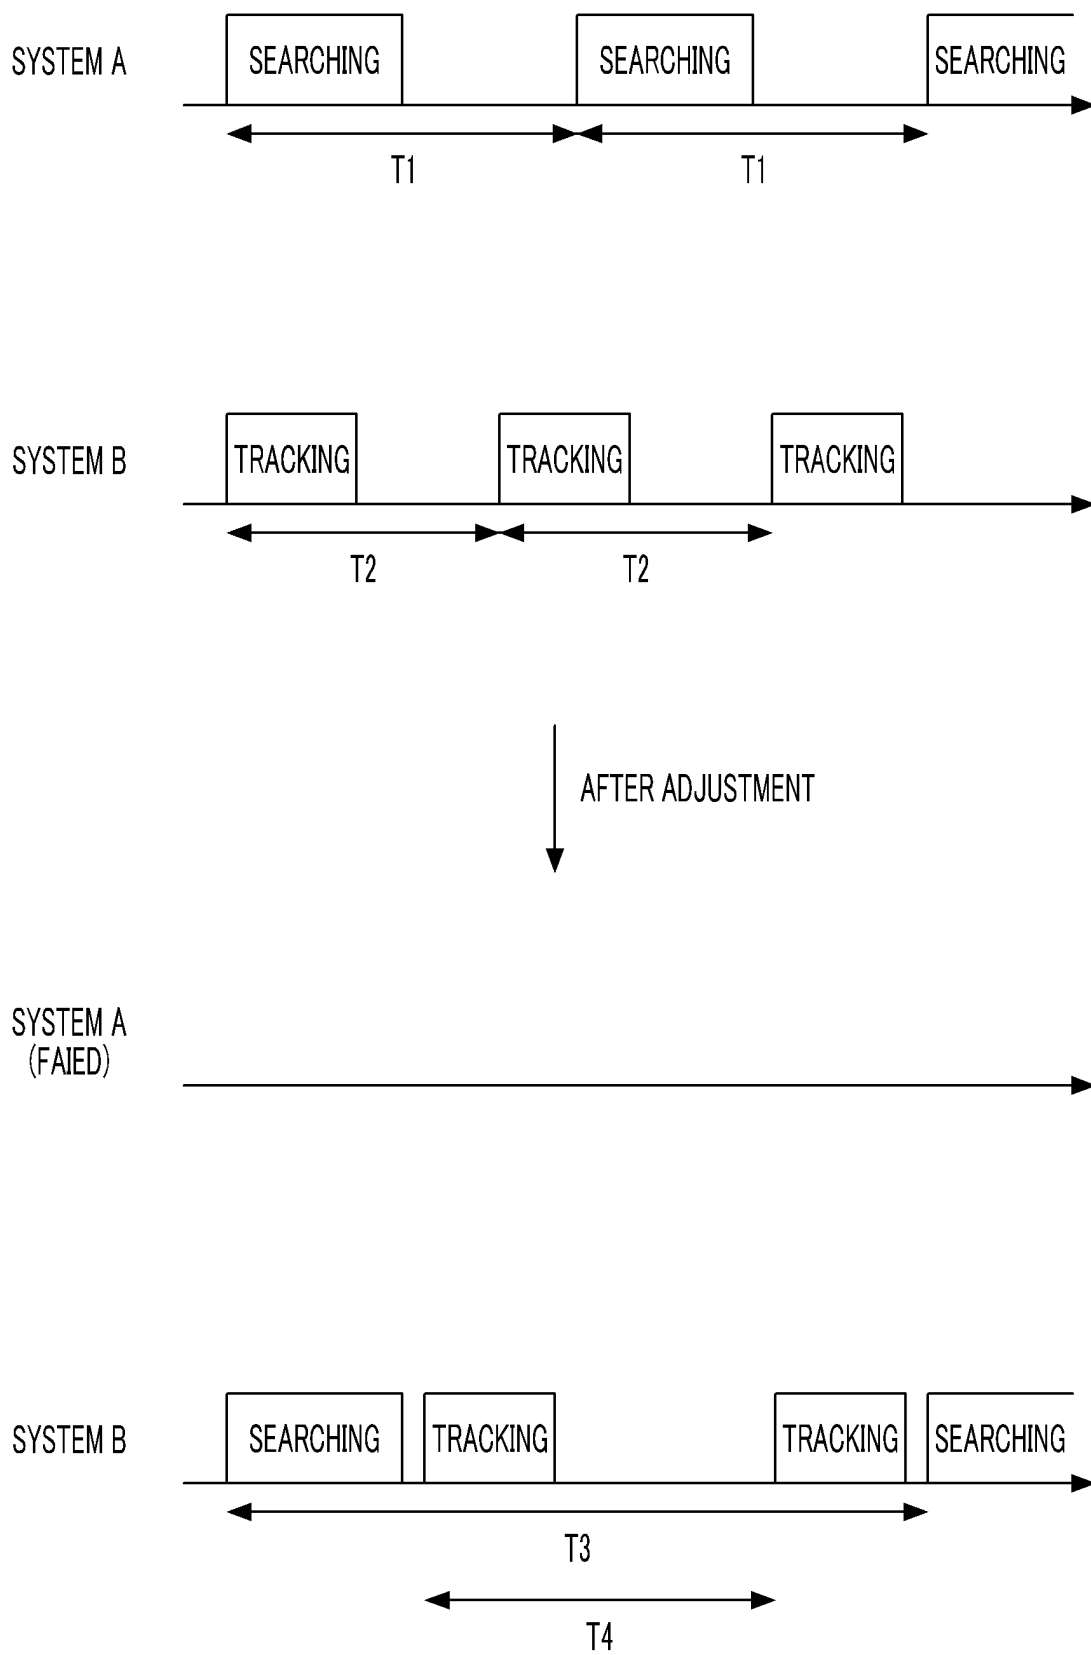 SYSTEM A
SEARCHING SEARCHING SEARCHING
T1 T1
SYSTEM B
TRACKING TRACKING TRACKING
T2 T2
AFTER ADJUSTMENT
SYSTEM A
(FAIED)
SYSTEM B
SEARCHING TRACKING TRACKING SEARCHING
T3
T4